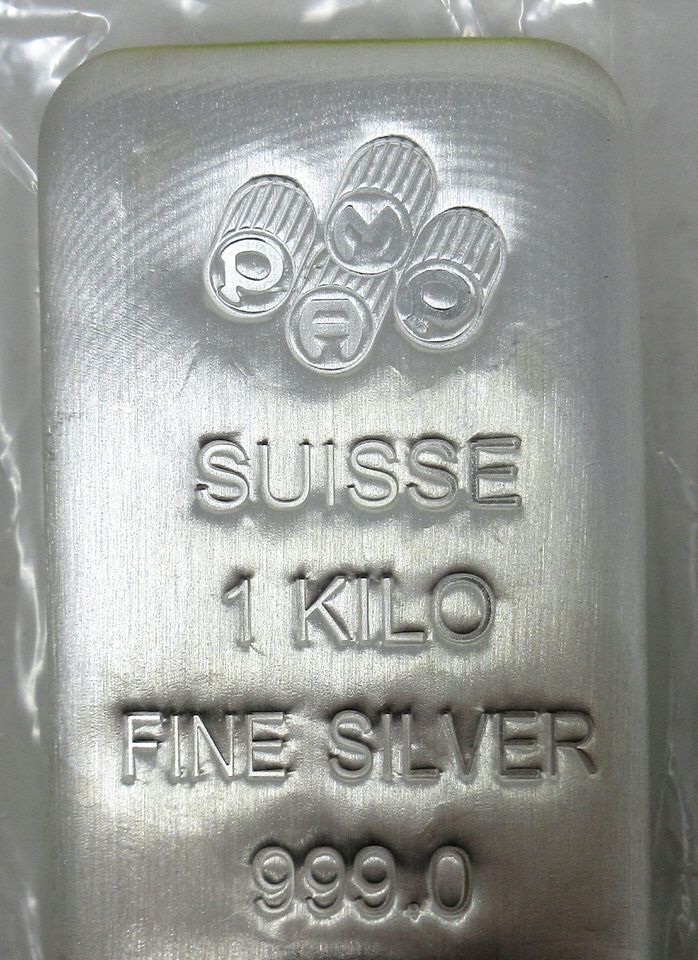 PAMP
SUISSE
1 KILO
FINE SILVER
999.0